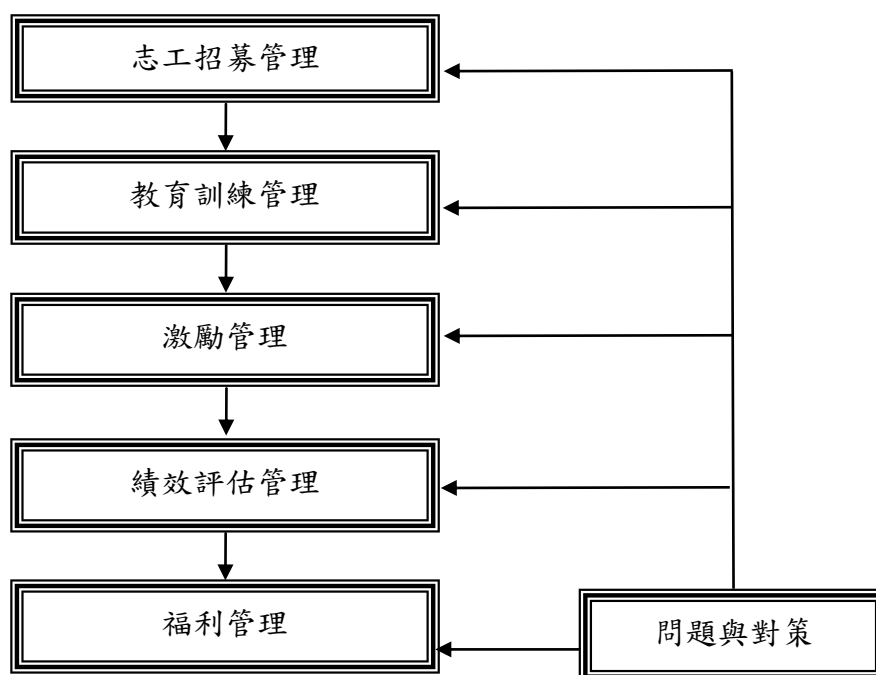 志工招募管理
教育訓練管理
激勵管理
績效評估管理
福利管理
問題與對策